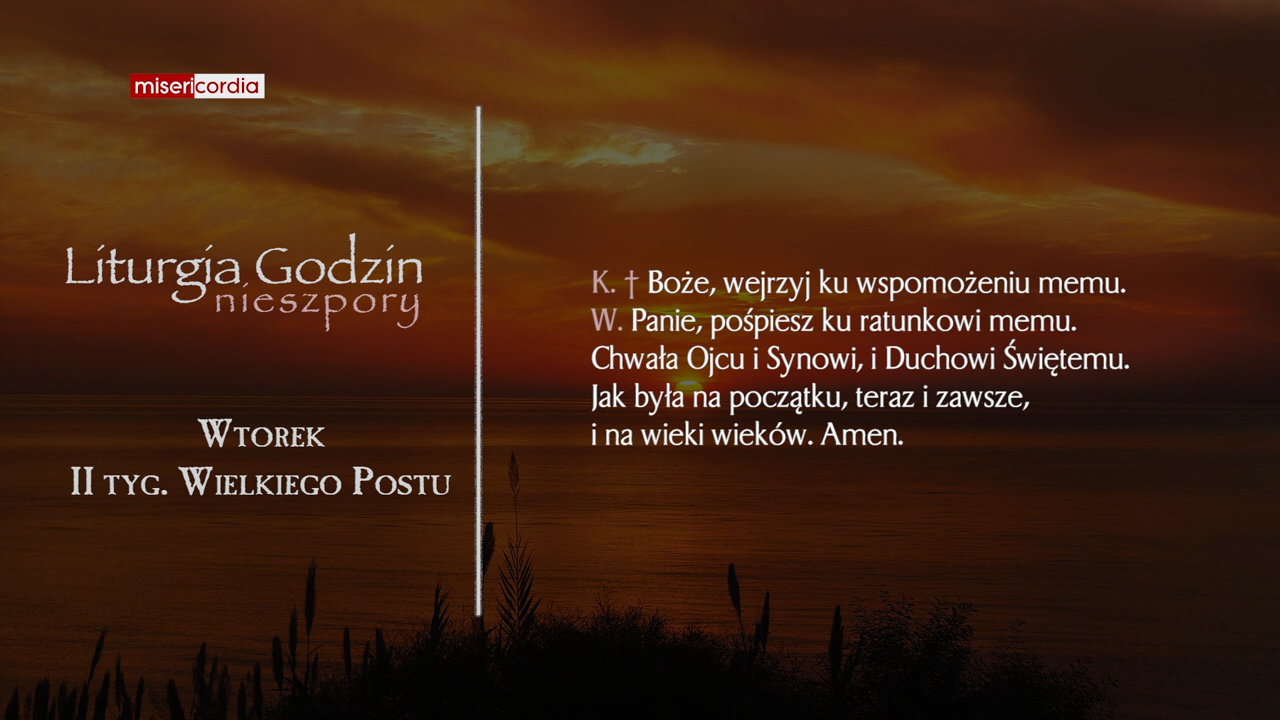 misericordia
Liturgia Godzin
nieszpory
Wtorek
II tyg. Wielkiego Postu
K. † Boże, wejrzyj ku wspomożeniu memu.
W. Panie, pośpiesz ku ratunkowi memu.
Chwała Ojcu i Synowi, i Duchowi Świętemu.
Jak była na początku, teraz i zawsze,
i na wieki wieków. Amen.